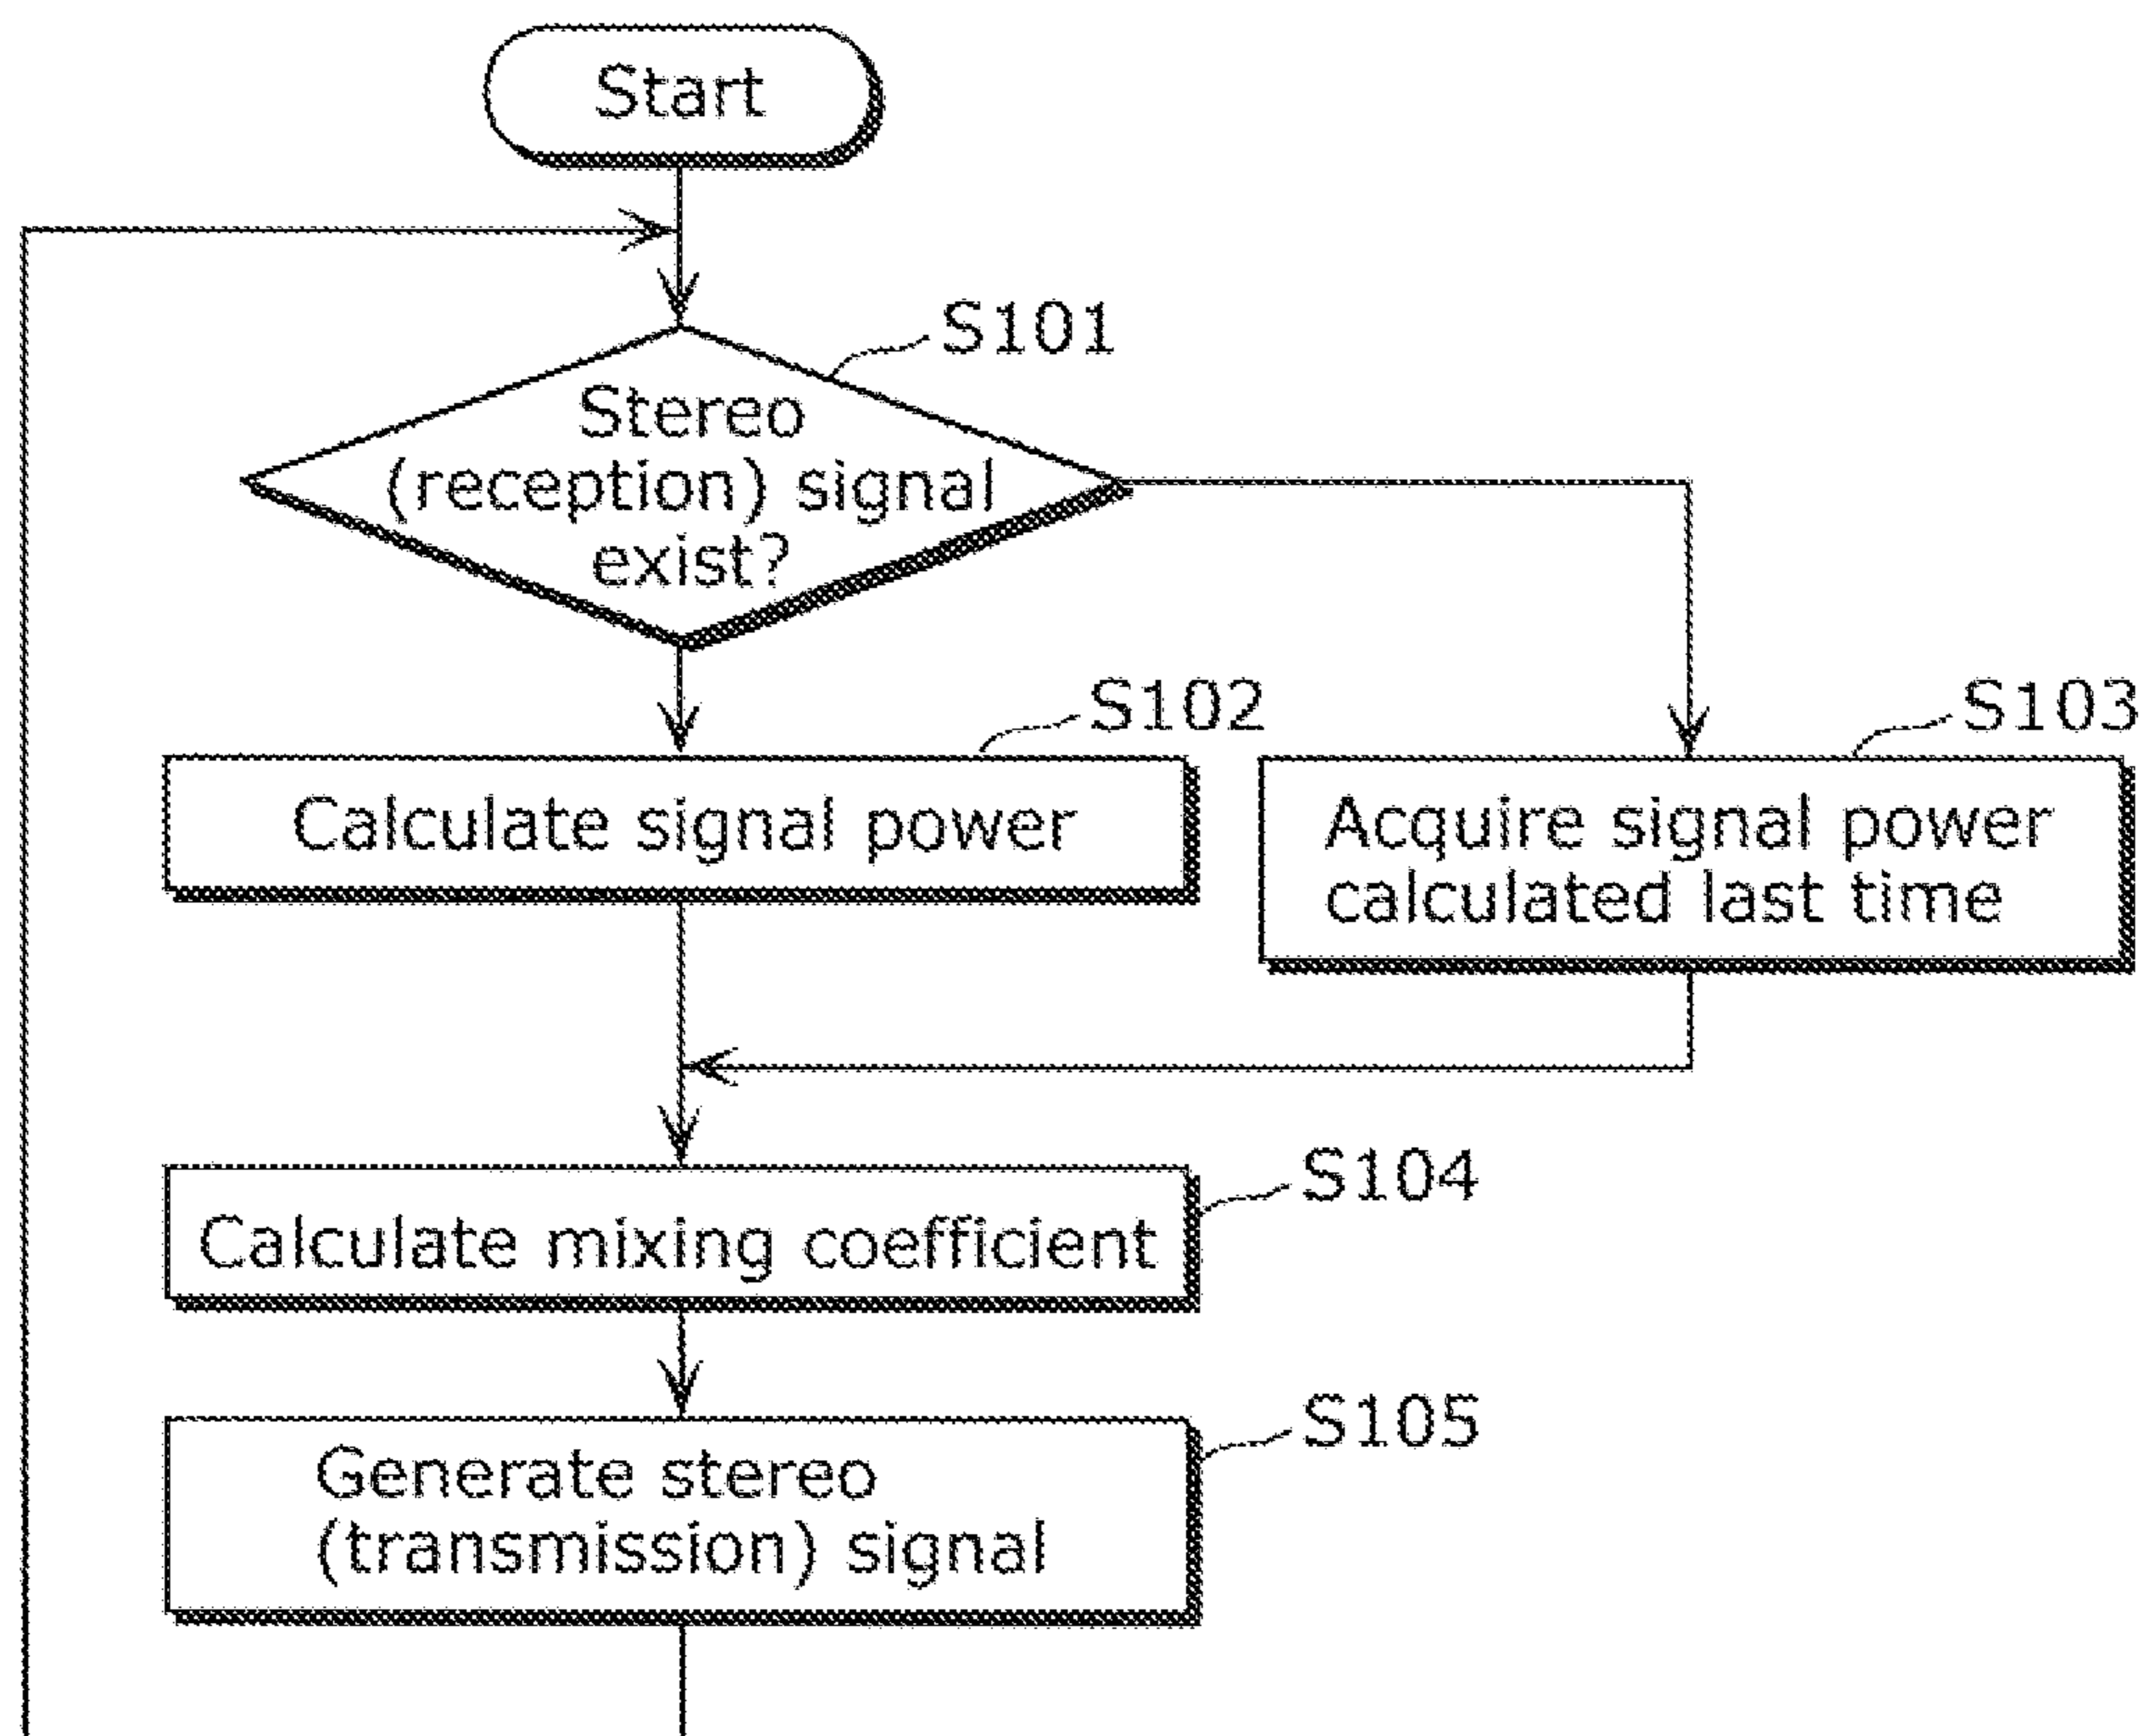 Start
S101
Stereo
(reception) signal
exist?
S102
S103
Calculate signal power
Acquire signal power
calculated last time
S104
Calculate mixing coefficient
S105
Generate stereo
(transmission) signal